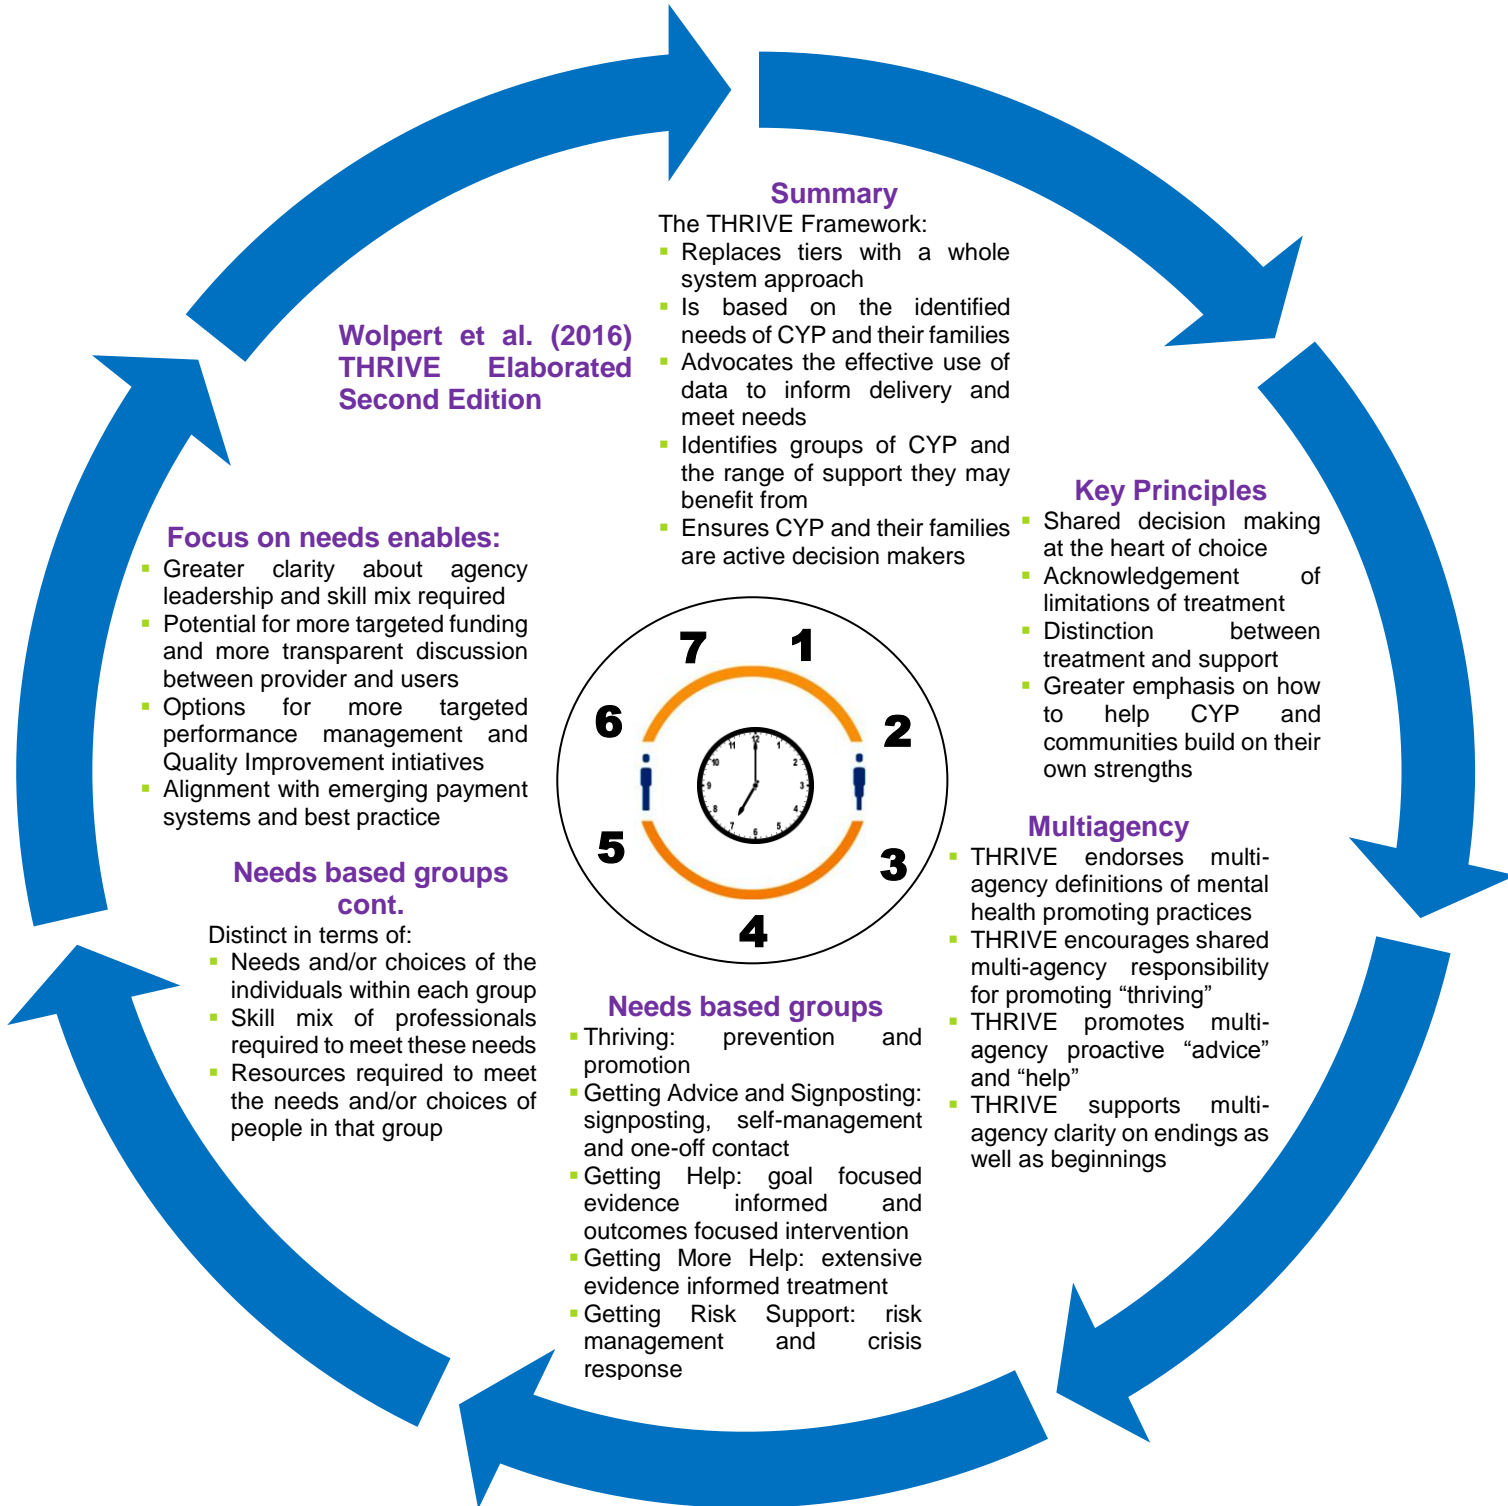 Summary
The THRIVE Framework:
▪ Replaces tiers with a whole
system approach
▪ Is based on the identified
needs of CYP and their families
▪ Advocates the effective use of
data to inform delivery and
meet needs
▪ Identifies groups of CYP and
the range of support they may
benefit from
▪ Ensures CYP and their families
are active decision makers
Key Principles
▪ Shared decision making
at the heart of choice
▪ Acknowledgement of
limitations of treatment
▪ Distinction between
treatment and support
▪ Greater emphasis on how
to help CYP and
communities build on their
own strengths
Multiagency
▪ THRIVE endorses multi-
agency definitions of mental
health promoting practices
▪ THRIVE encourages shared
multi-agency responsibility
for promoting “thriving”
▪ THRIVE promotes multi-
agency proactive “advice”
and “help”
▪ THRIVE supports multi-
agency clarity on endings as
well as beginnings
Needs based groups
▪ Thriving: prevention and
promotion
▪ Getting Advice and Signposting:
signposting, self-management
and one-off contact
▪ Getting Help: goal focused
evidence informed and
outcomes focused intervention
▪ Getting More Help: extensive
evidence informed treatment
▪ Getting Risk Support: risk
management and crisis
response
Needs based groups
cont.
Distinct in terms of:
▪ Needs and/or choices of the
individuals within each group
▪ Skill mix of professionals
required to meet these needs
▪ Resources required to meet
the needs and/or choices of
people in that group
Focus on needs enables:
▪ Greater clarity about agency
leadership and skill mix required
▪ Potential for more targeted funding
and more transparent discussion
between provider and users
▪ Options for more targeted
performance management and
Quality Improvement intiatives
▪ Alignment with emerging payment
systems and best practice
Wolpert et al. (2016)
THRIVE Elaborated
Second Edition
1
2
3
4
5
6
7
12
1
2
3
4
5
6
7
8
9
10
11